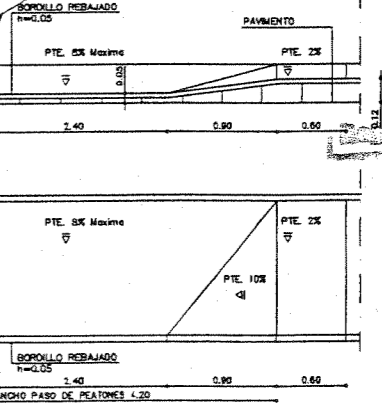 BORDILLO REBAJADO
h=0.05
PAVIMENTO
PTE. 8% Maximo
PTE. 2%
0.05
0.12
2.40
0.90
0.60
PTE. 8% Maximo
PTE. 2%
PTE. 10%
BORDILLO REBAJADO
h=0.05
2.40
0.90
0.60
NCHO PASO DE PEATONES 4.20